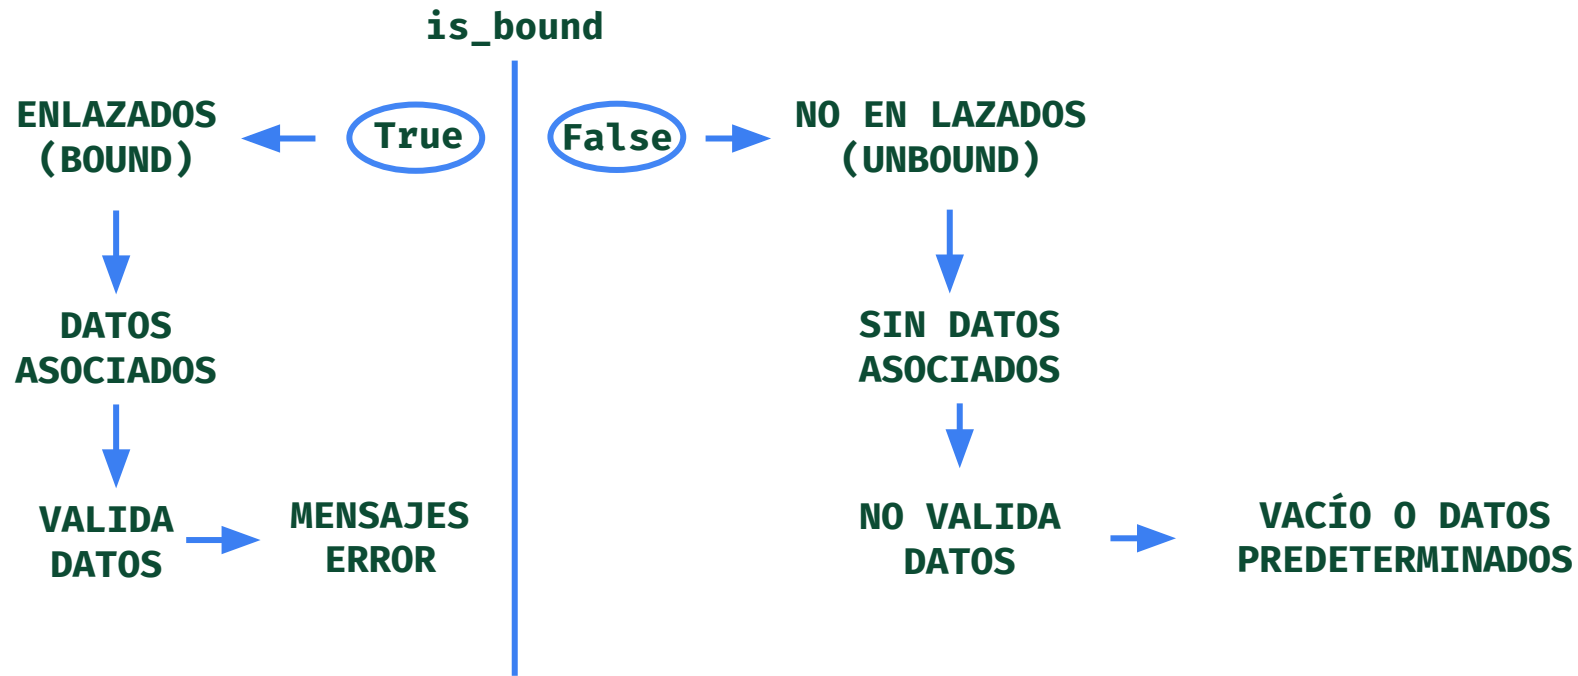 is_bound
True
ENLAZADOS
(BOUND)
DATOS
ASOCIADOS
VALIDA
DATOS
MENSAJES
ERROR
False
NO EN LAZADOS
(UNBOUND)
SIN DATOS
ASOCIADOS
NO VALIDA
DATOS
VACÍO O DATOS
PREDETERMINADOS